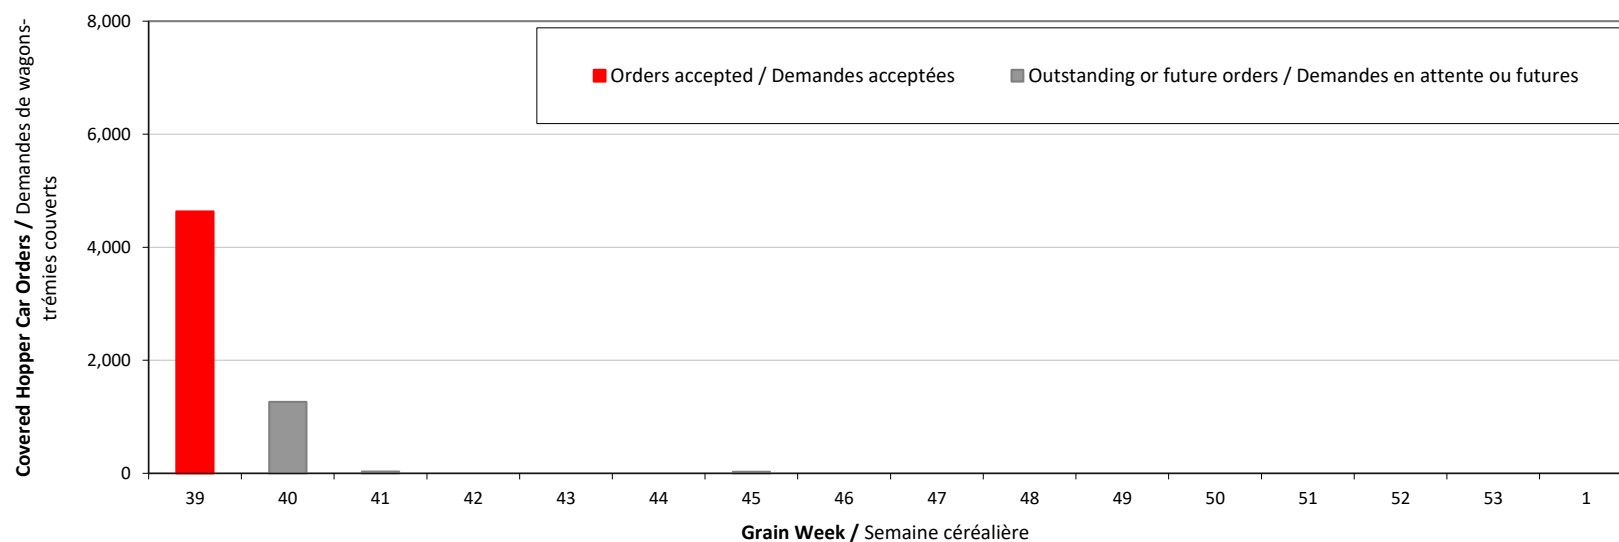 Covered Hopper Car Orders / Demandes de wagons-
trémies couverts
8,000
6,000
4,000
2,000
0
Orders accepted / Demandes acceptées
Outstanding or future orders / Demandes en attente ou futures
39 40 41 42 43 44 45 46 47 48 49 50 51 52 53 1
Grain Week / Semaine céréalière